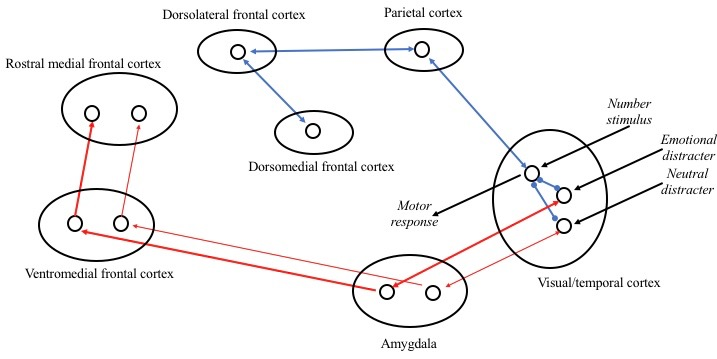 Dorsolateral frontal cortex
Parietal cortex
Rostral medial frontal cortex
Dorsomedial frontal cortex
Number
stimulus
Emotional
distracter
Neutral
distracter
Motor
response
Ventromedial frontal cortex
Visual/temporal cortex
Amygdala